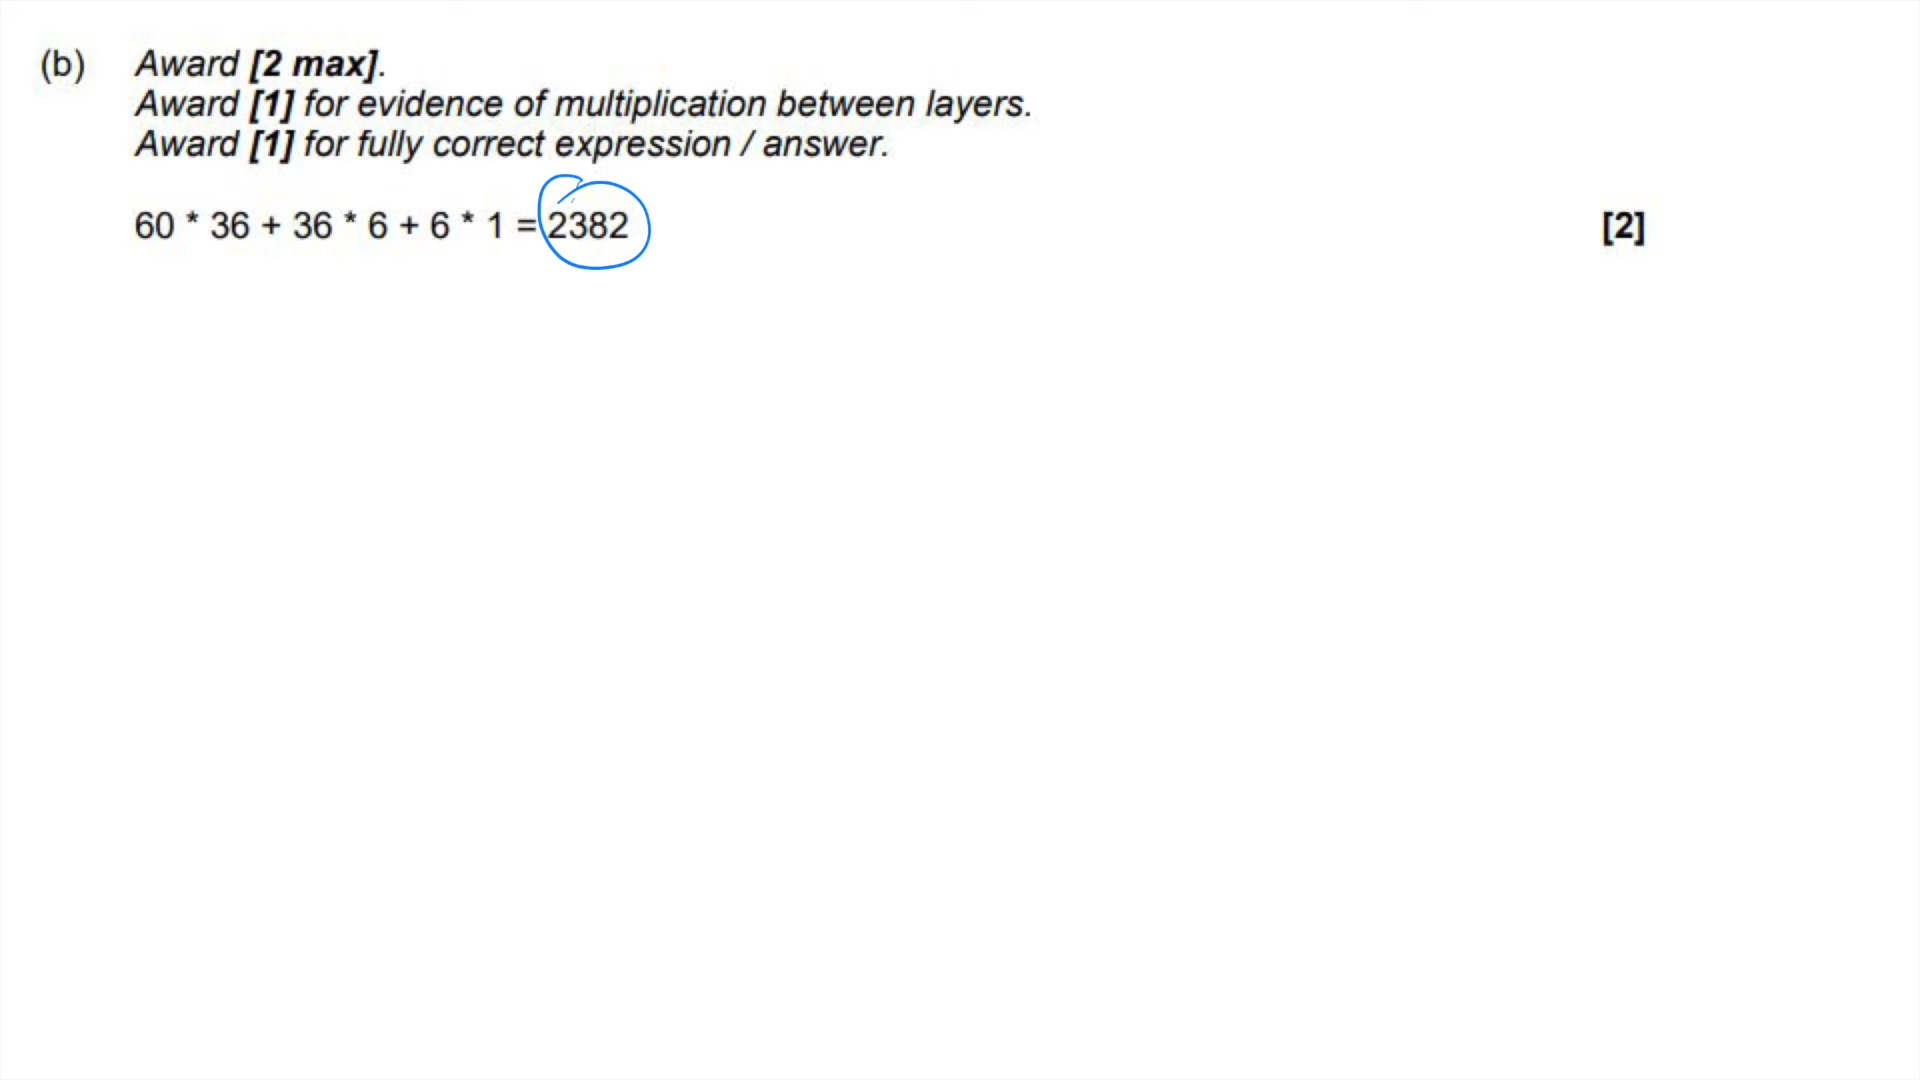 (b) Award [2 max].
Award [1] for evidence of multiplication between layers.
Award [1] for fully correct expression / answer.
60 * 36 + 36 * 6 + 6 * 1 = 2382 [2]